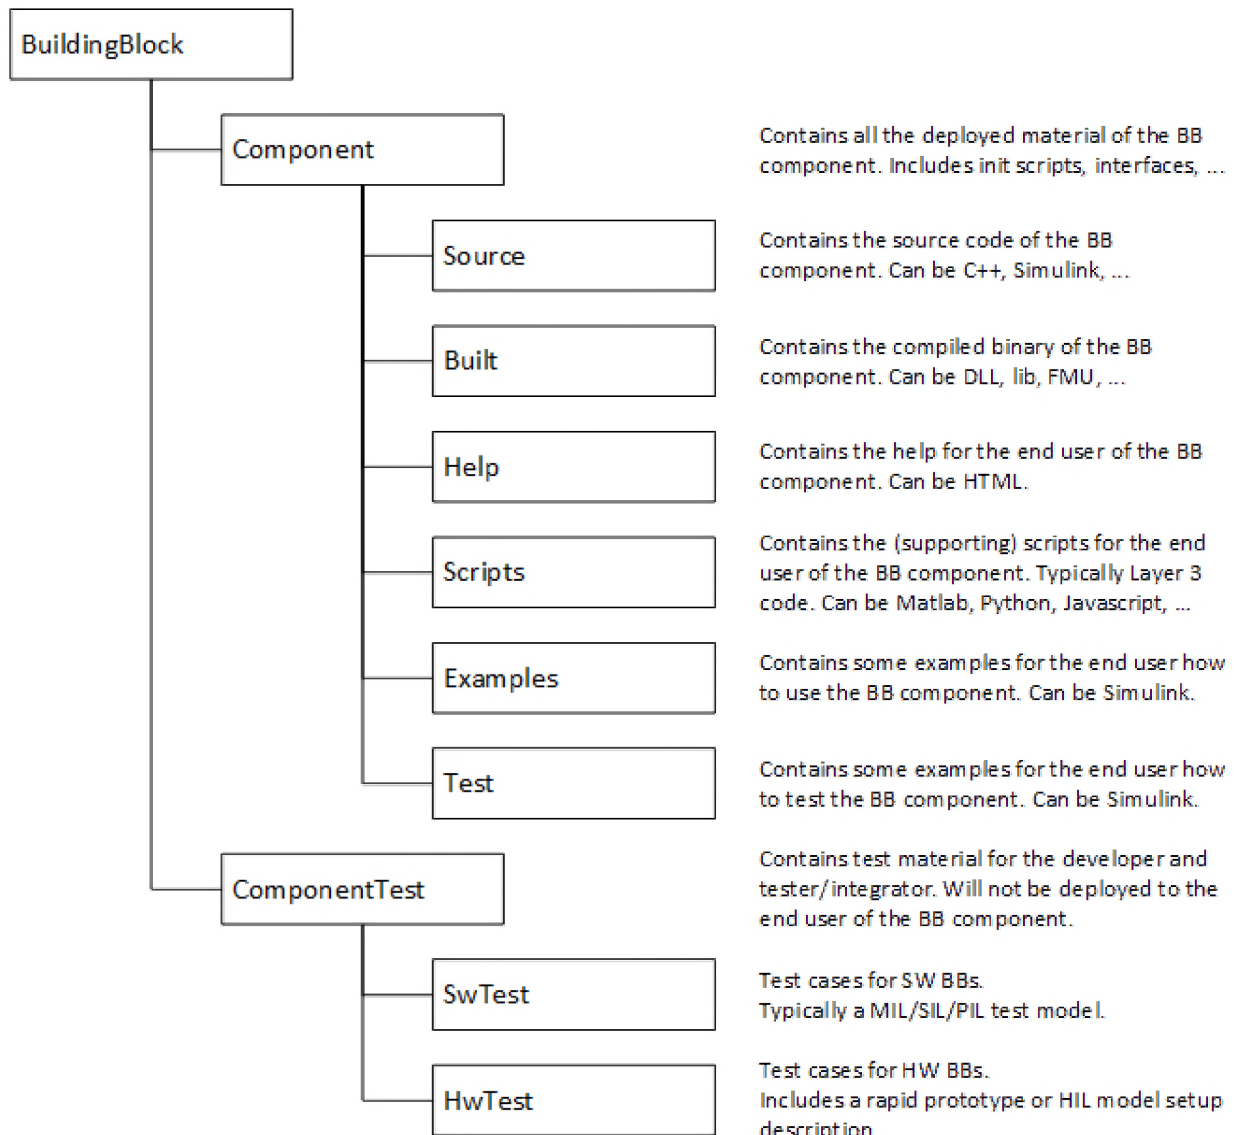 BuildingBlock
Component
Contains all the deployed material of the BB
component. Includes init scripts, interfaces, ...
Source
Contains the source code of the BB
component. Can be C++, Simulink, ...
Built
Contains the compiled binary of the BB
component. Can be DLL, lib, FMU, ...
Help
Contains the help for the end user of the BB
component. Can be HTML.
Scripts
Contains the (supporting) scripts for the end
user of the BB component. Typically Layer 3
code. Can be Matlab, Python, Javascript, ...
Examples
Contains some examples for the end user how
to use the BB component. Can be Simulink.
Test
Contains some examples for the end user how
to test the BB component. Can be Simulink.
ComponentTest
Contains test material for the developer and
tester/integrator. Will not be deployed to the
end user of the BB component.
SwTest
Test cases for SW BBs.
Typically a MIL/SIL/PIL test model.
HwTest
Test cases for HW BBs.
Includes a rapid prototype or HIL model setup
description